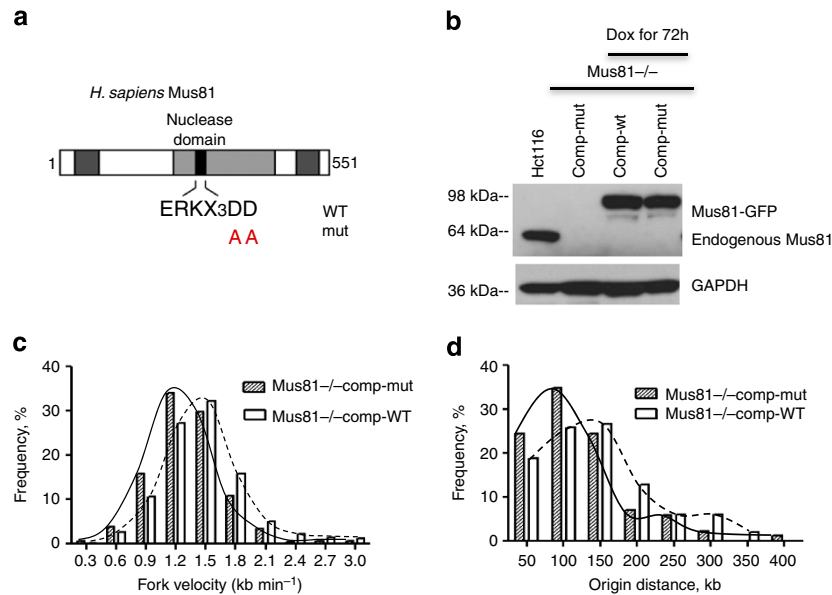 a
H. sapiens Mus81
Nuclease
domain
1
551
ERKX3DD
WT
AA
mut
b
Dox for 72h
Mus81–/–
Hct116
Comp-mut
Comp-wt
Comp-mut
98 kDa--
Mus81-GFP
64 kDa--
Endogenous Mus81
36 kDa--
GAPDH
c
Frequency, %
40
30
20
10
0
Mus81–/–comp-mut
Mus81–/–comp-WT
0.3 0.6 0.9 1.2 1.5 1.8 2.1 2.4 2.7 3.0
Fork velocity (kb min⁻¹)
d
Frequency, %
40
30
20
10
0
Mus81–/–comp-mut
Mus81–/–comp-WT
50 100 150 200 250 300 350 400
Origin distance, kb